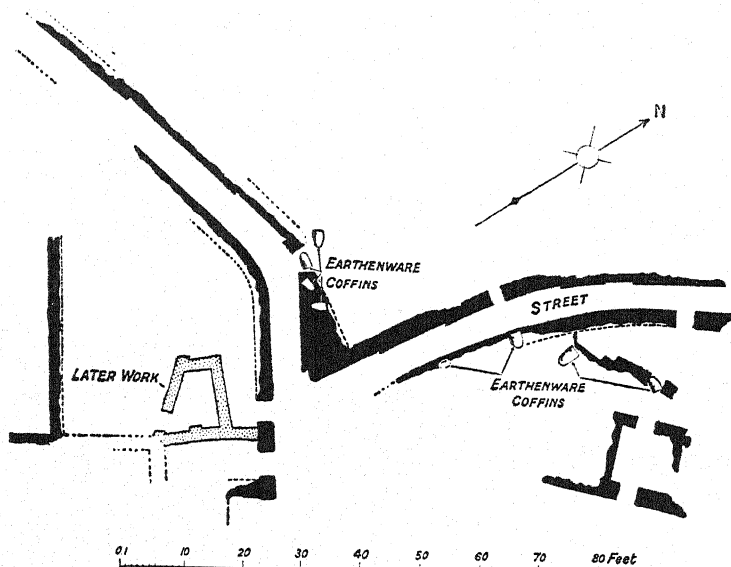 N
EARTHENWARE
COFFINS
STREET
LATER WORK
EARTHENWARE
COFFINS
0.1 10 20 30 40 50 60 70 80 Feet